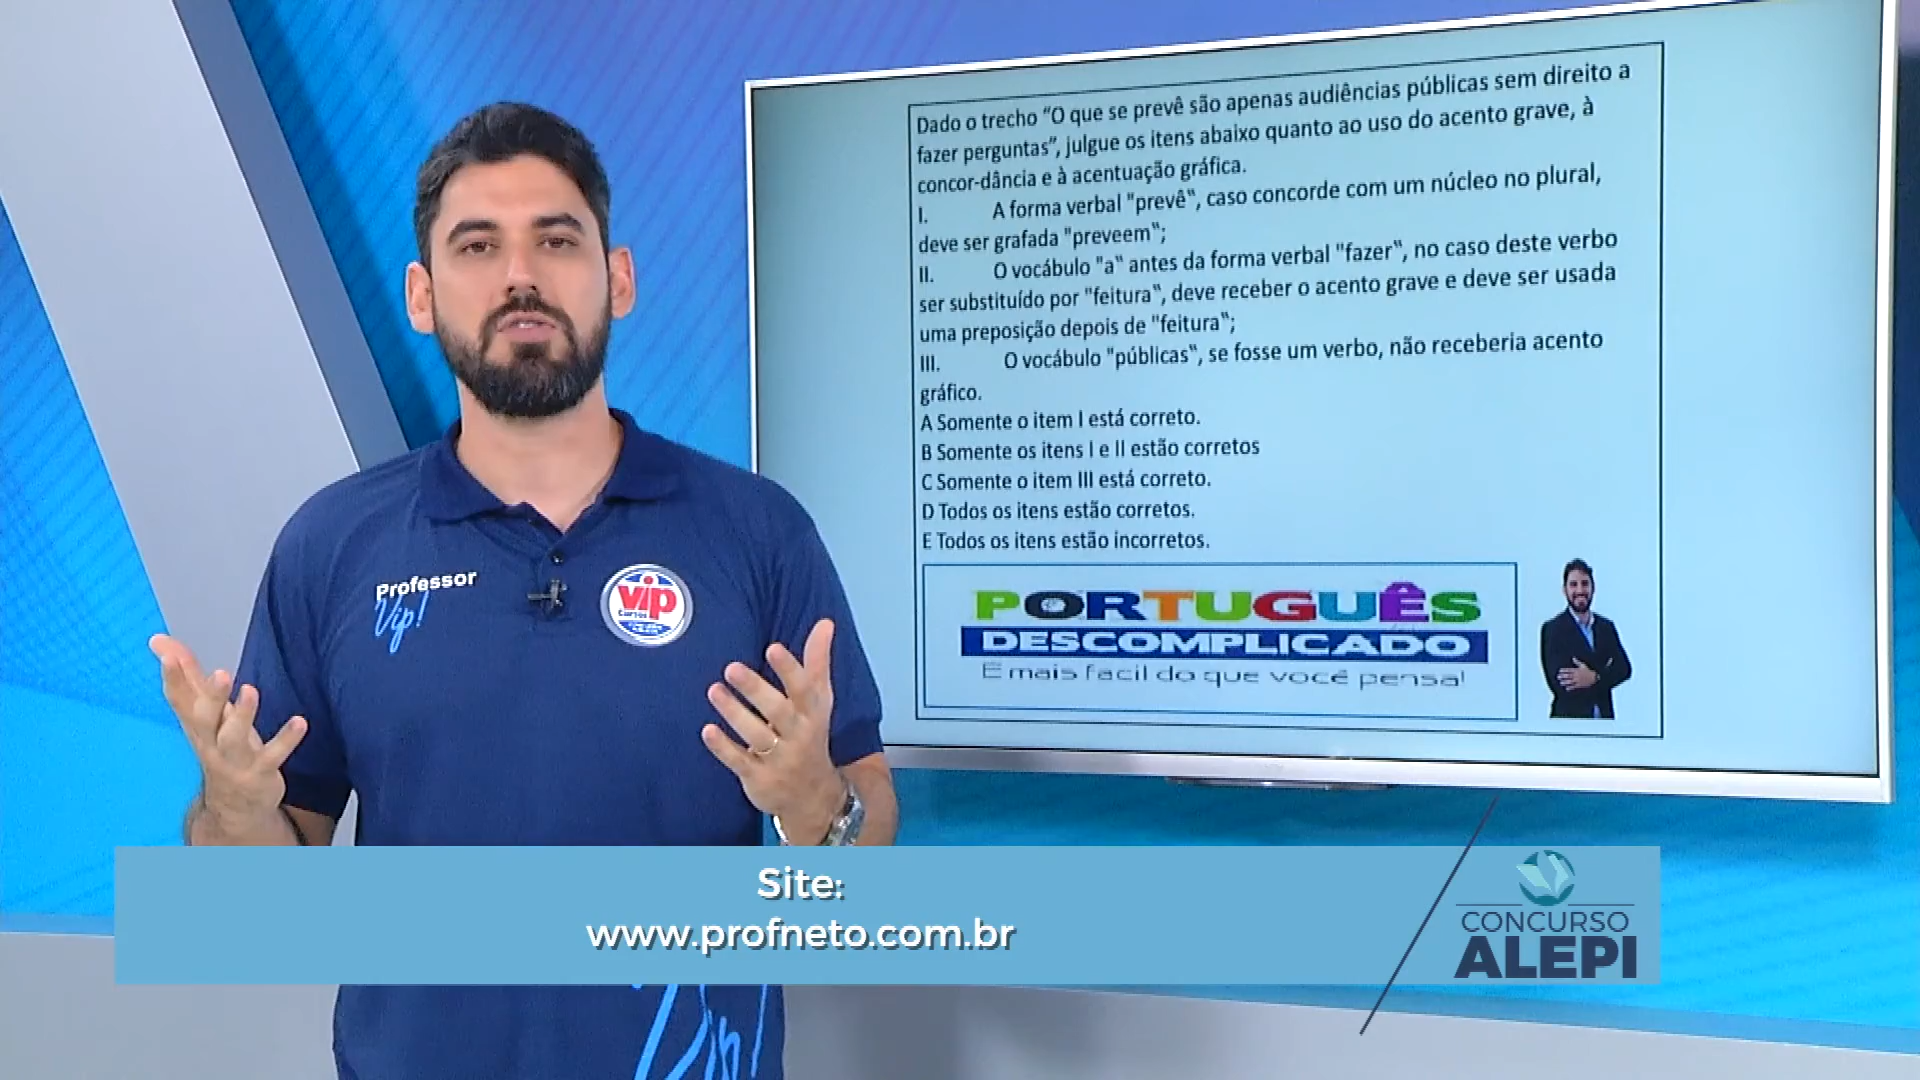 Dado o trecho “O que se prevê são apenas audiências públicas sem direito a
fazer perguntas”, julgue os itens abaixo quanto ao uso do acento grave, à
concor-dância e à acentuação gráfica.
I. A forma verbal "prevê", caso concorde com um núcleo no plural,
deve ser grafada "preveem";
II. O vocábulo "a" antes da forma verbal "fazer", no caso deste verbo
ser substituído por "feitura", deve receber o acento grave e deve ser usada
uma preposição depois de "feitura";
III. O vocábulo "públicas", se fosse um verbo, não receberia acento
gráfico.
A Somente o item I está correto.
B Somente os itens I e II estão corretos
C Somente o item III está correto.
D Todos os itens estão corretos.
E Todos os itens estão incorretos.
PORTUGUÊS
DESCOMPLICADO
É mais facil do que você pensa!
Professor
Vip!
vip
Cursos
Vip!
Site:
www.profneto.com.br
CONCURSO
ALEPI